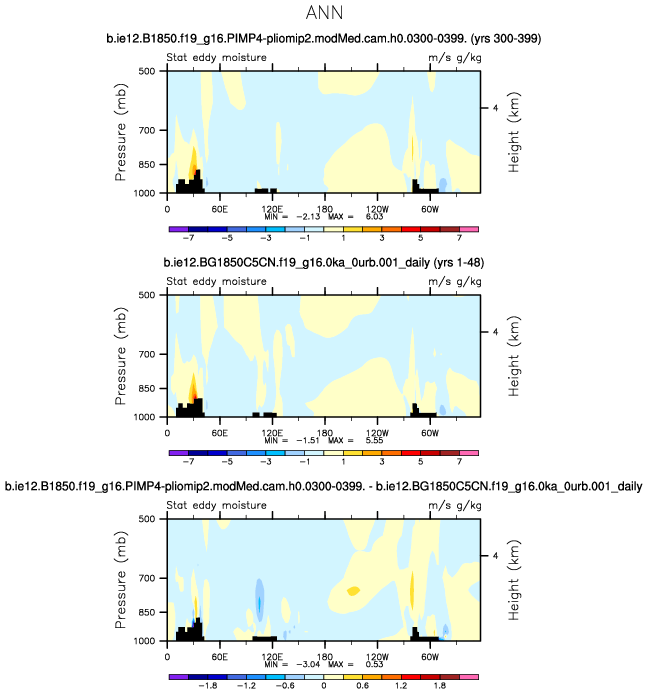 ANN
b.ie12.B1850.f19_g16.PIMP4-pliomip2.modMed.cam.h0.0300-0399. (yrs 300-399)
Stat eddy moisture m/s g/kg
500
700
850
1000
Pressure (mb)
4
Height (km)
0 60E 120E 180 120W 60W
MIN = -2.13 MAX = 6.03
-7 -5 -3 -1 1 3 5 7
b.ie12.BG1850C5CN.f19_g16.0ka_0urb.001_daily (yrs 1-48)
Stat eddy moisture m/s g/kg
500
700
850
1000
Pressure (mb)
4
Height (km)
0 60E 120E 180 120W 60W
MIN = -1.51 MAX = 5.55
-7 -5 -3 -1 1 3 5 7
b.ie12.B1850.f19_g16.PIMP4-pliomip2.modMed.cam.h0.0300-0399. - b.ie12.BG1850C5CN.f19_g16.0ka_0urb.001_daily
Stat eddy moisture m/s g/kg
500
700
850
1000
Pressure (mb)
4
Height (km)
0 60E 120E 180 120W 60W
MIN = -3.04 MAX = 0.53
-1.8 -1.2 -0.6 0 0.6 1.2 1.8